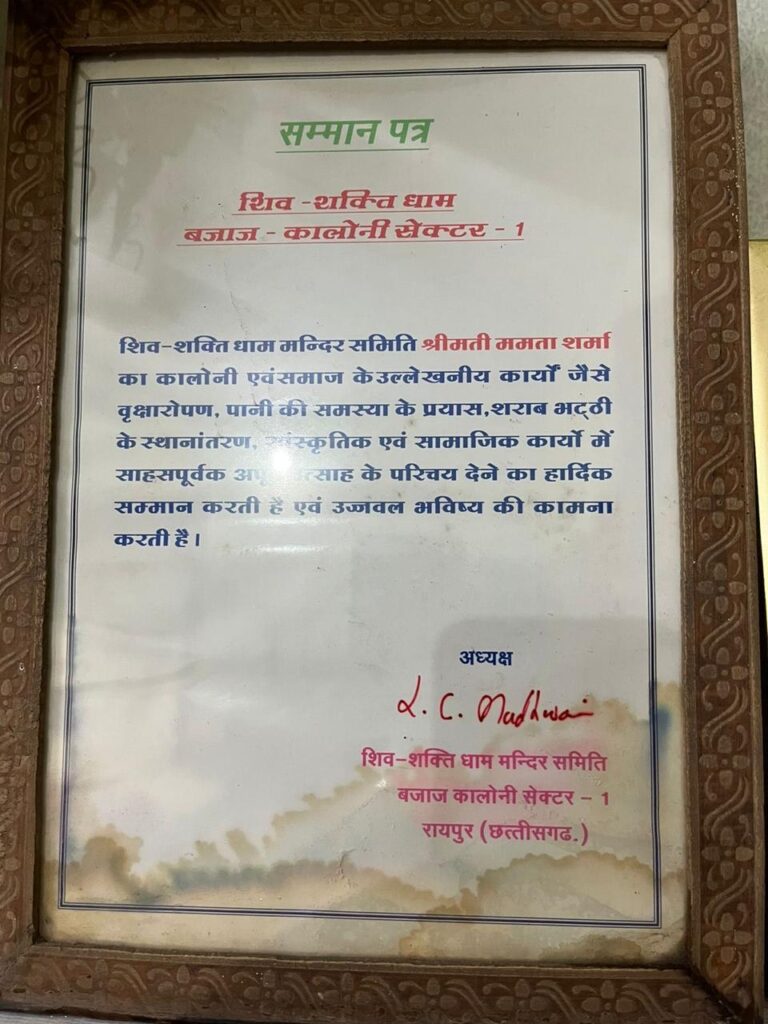 सम्मान पत्र
शिव -शक्ति धाम
बजाज - कालोनी सेक्टर - 1
शिव-शक्ति धाम मन्दिर समिति श्रीमती ममता शर्मा
का कालोनी एवंसमाज केउल्लेखनीय कार्यों जैसे
वृक्षारोपण, पानी की समस्या के प्रयास,शराब भट्ठी
के स्थानांतरण, सांस्कृतिक एवं सामाजिक कार्यो में
साहसपूर्वक के परिचय देने का हार्दिक
सम्मान करती है एवं उज्जवल भविष्य की कामना
करती है।
अध्यक्ष
L. C.
शिव-शक्ति धाम मन्दिर समिति
बजाज कालोनी सेक्टर - 1
रायपुर (छत्तीसगढ.)